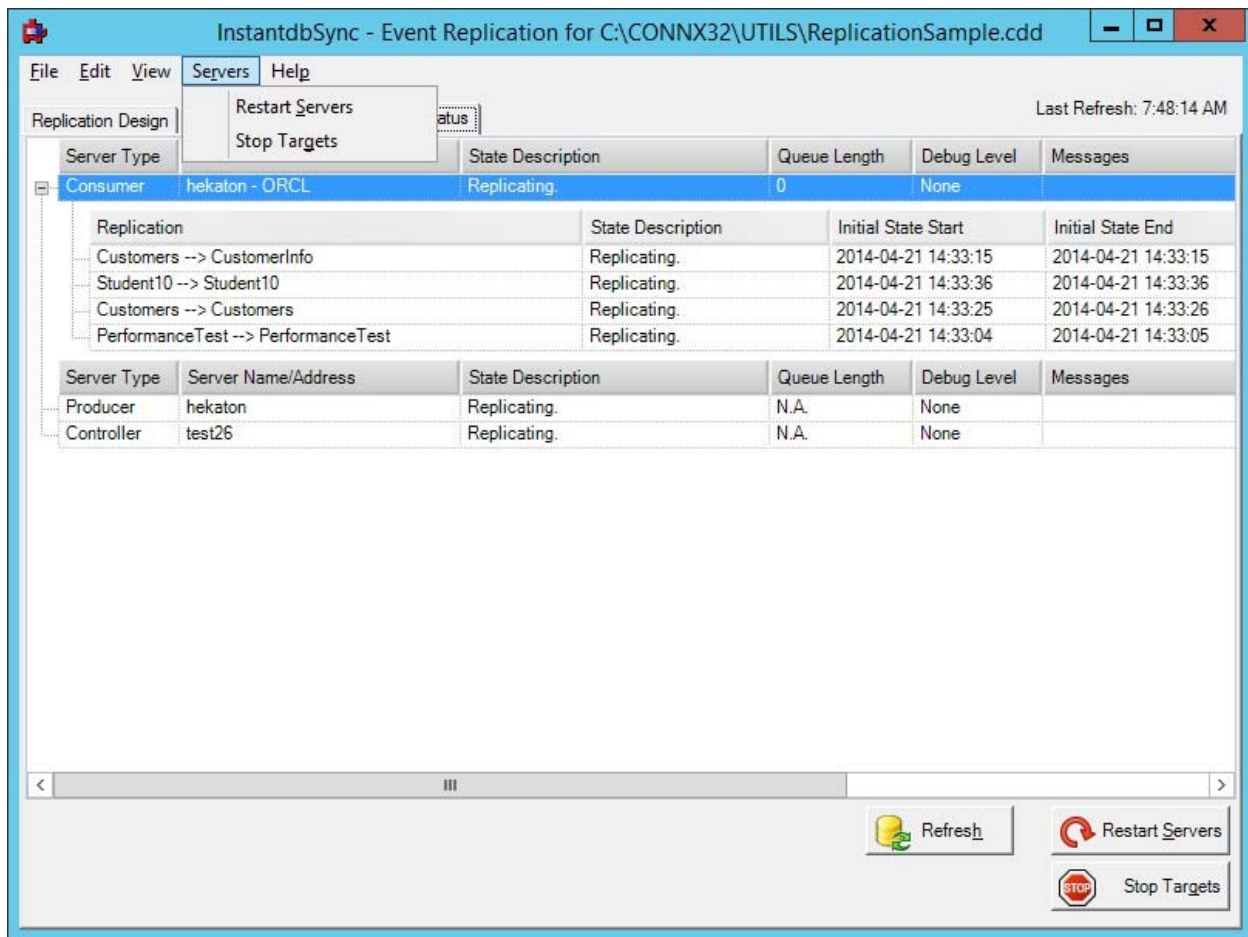 InstantdbSync - Event Replication for C:\CONNX32\UTILS\ReplicationSample.cdd
File Edit View Servers Help
Restart Servers
Stop Targets
Replication Design
atus
Last Refresh: 7:48:14 AM
Server Type State Description Queue Length Debug Level Messages
Consumer hekaton - ORCL Replicating. 0 None
Replication State Description Initial State Start Initial State End
Customers --> CustomerInfo Replicating. 2014-04-21 14:33:15 2014-04-21 14:33:15
Student10 --> Student10 Replicating. 2014-04-21 14:33:36 2014-04-21 14:33:36
Customers --> Customers Replicating. 2014-04-21 14:33:25 2014-04-21 14:33:26
PerformanceTest --> PerformanceTest Replicating. 2014-04-21 14:33:04 2014-04-21 14:33:05
Server Type Server Name/Address State Description Queue Length Debug Level Messages
Producer hekaton Replicating. N.A. None
Controller test26 Replicating. N.A. None
Refresh
Restart Servers
STOP Stop Targets